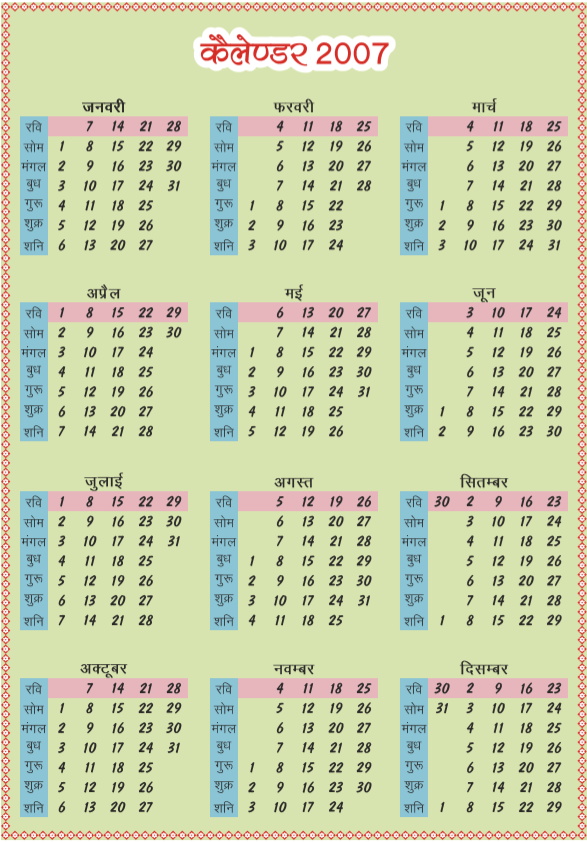 कैलेण्डर 2007
जनवरी
रवि 7 14 21 28
सोम 1 8 15 22 29
मंगल 2 9 16 23 30
बुध 3 10 17 24 31
गुरू 4 11 18 25
शुक्र 5 12 19 26
शनि 6 13 20 27
फरवरी
रवि 4 11 18 25
सोम 5 12 19 26
मंगल 6 13 20 27
बुध 7 14 21 28
गुरू 1 8 15 22
शुक्र 2 9 16 23
शनि 3 10 17 24
मार्च
रवि 4 11 18 25
सोम 5 12 19 26
मंगल 6 13 20 27
बुध 7 14 21 28
गुरू 1 8 15 22 29
शुक्र 2 9 16 23 30
शनि 3 10 17 24 31
अप्रैल
रवि 1 8 15 22 29
सोम 2 9 16 23 30
मंगल 3 10 17 24
बुध 4 11 18 25
गुरू 5 12 19 26
शुक्र 6 13 20 27
शनि 7 14 21 28
मई
रवि 6 13 20 27
सोम 7 14 21 28
मंगल 1 8 15 22 29
बुध 2 9 16 23 30
गुरू 3 10 17 24 31
शुक्र 4 11 18 25
शनि 5 12 19 26
जून
रवि 3 10 17 24
सोम 4 11 18 25
मंगल 5 12 19 26
बुध 6 13 20 27
गुरू 7 14 21 28
शुक्र 1 8 15 22 29
शनि 2 9 16 23 30
जुलाई
रवि 1 8 15 22 29
सोम 2 9 16 23 30
मंगल 3 10 17 24 31
बुध 4 11 18 25
गुरू 5 12 19 26
शुक्र 6 13 20 27
शनि 7 14 21 28
अगस्त
रवि 5 12 19 26
सोम 6 13 20 27
मंगल 7 14 21 28
बुध 1 8 15 22 29
गुरू 2 9 16 23 30
शुक्र 3 10 17 24 31
शनि 4 11 18 25
सितम्बर
रवि 30 2 9 16 23
सोम 3 10 17 24
मंगल 4 11 18 25
बुध 5 12 19 26
गुरू 6 13 20 27
शुक्र 7 14 21 28
शनि 1 8 15 22 29
अक्टूबर
रवि 7 14 21 28
सोम 1 8 15 22 29
मंगल 2 9 16 23 30
बुध 3 10 17 24 31
गुरू 4 11 18 25
शुक्र 5 12 19 26
शनि 6 13 20 27
नवम्बर
रवि 4 11 18 25
सोम 5 12 19 26
मंगल 6 13 20 27
बुध 7 14 21 28
गुरू 1 8 15 22 29
शुक्र 2 9 16 23 30
शनि 3 10 17 24
दिसम्बर
रवि 30 2 9 16 23
सोम 31 3 10 17 24
मंगल 4 11 18 25
बुध 5 12 19 26
गुरू 6 13 20 27
शुक्र 7 14 21 28
शनि 1 8 15 22 29